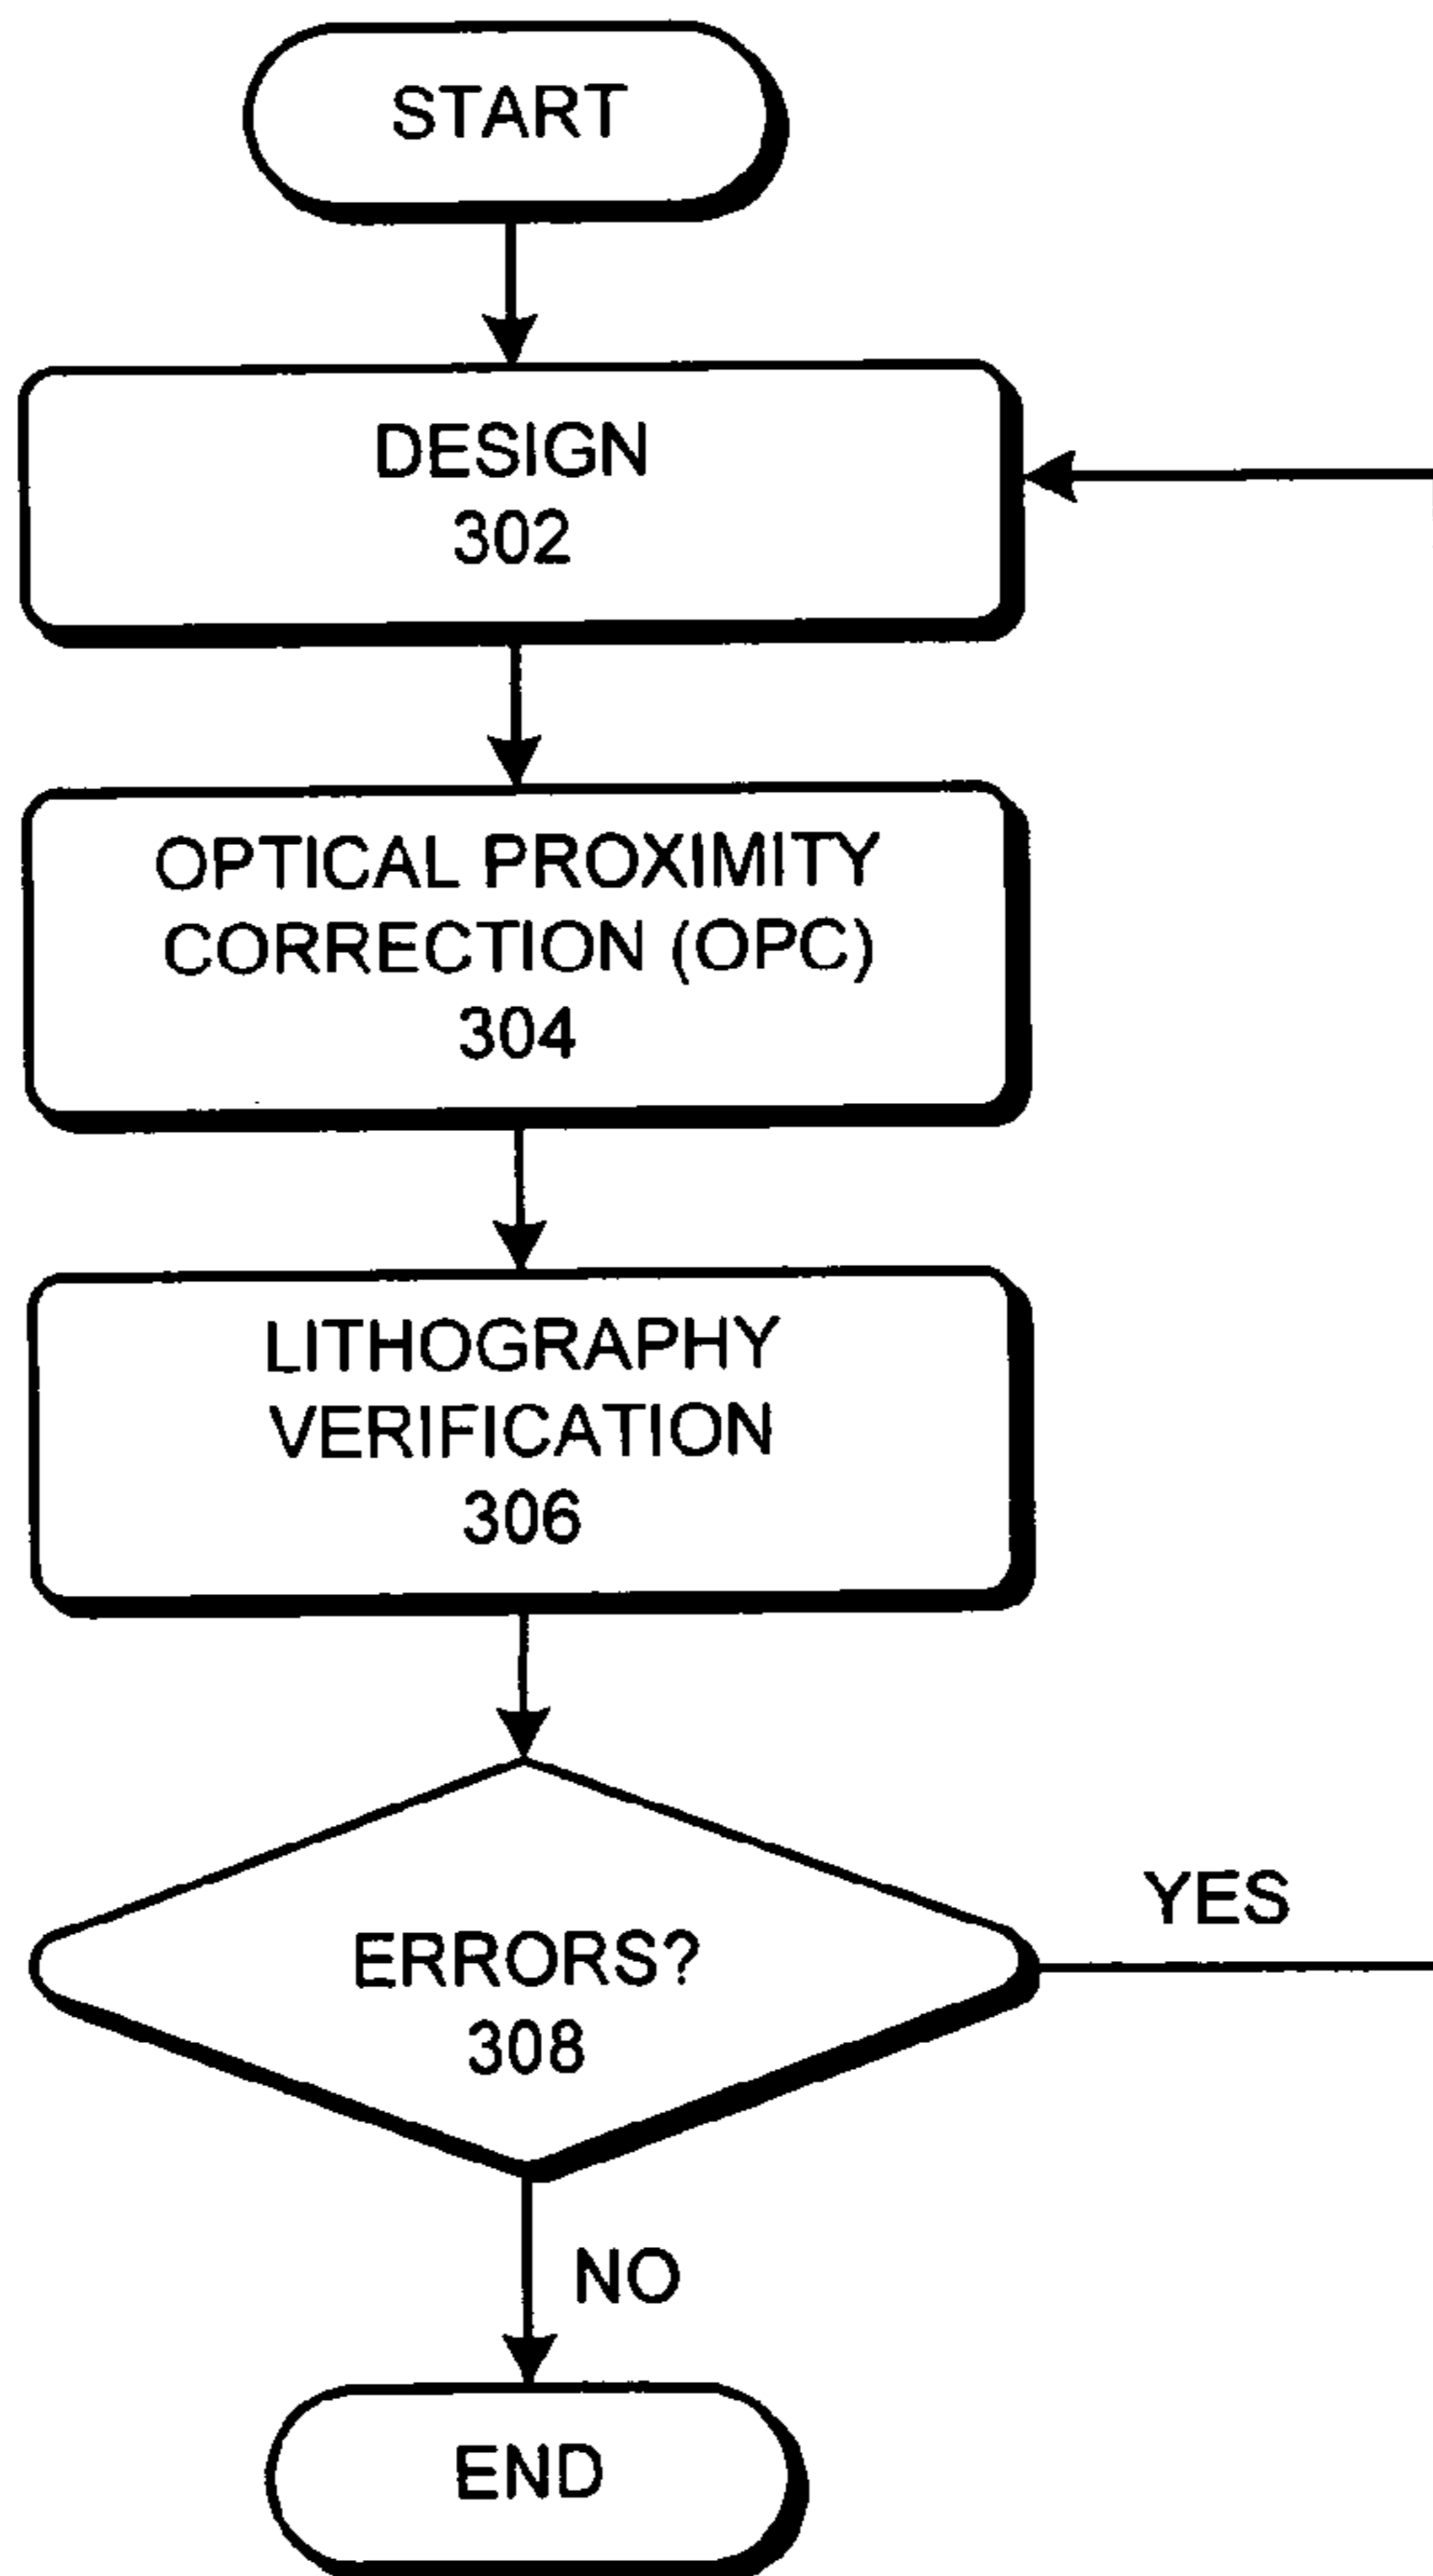 START
DESIGN
302
OPTICAL PROXIMITY
CORRECTION (OPC)
304
LITHOGRAPHY
VERIFICATION
306
ERRORS?
308
YES
NO
END